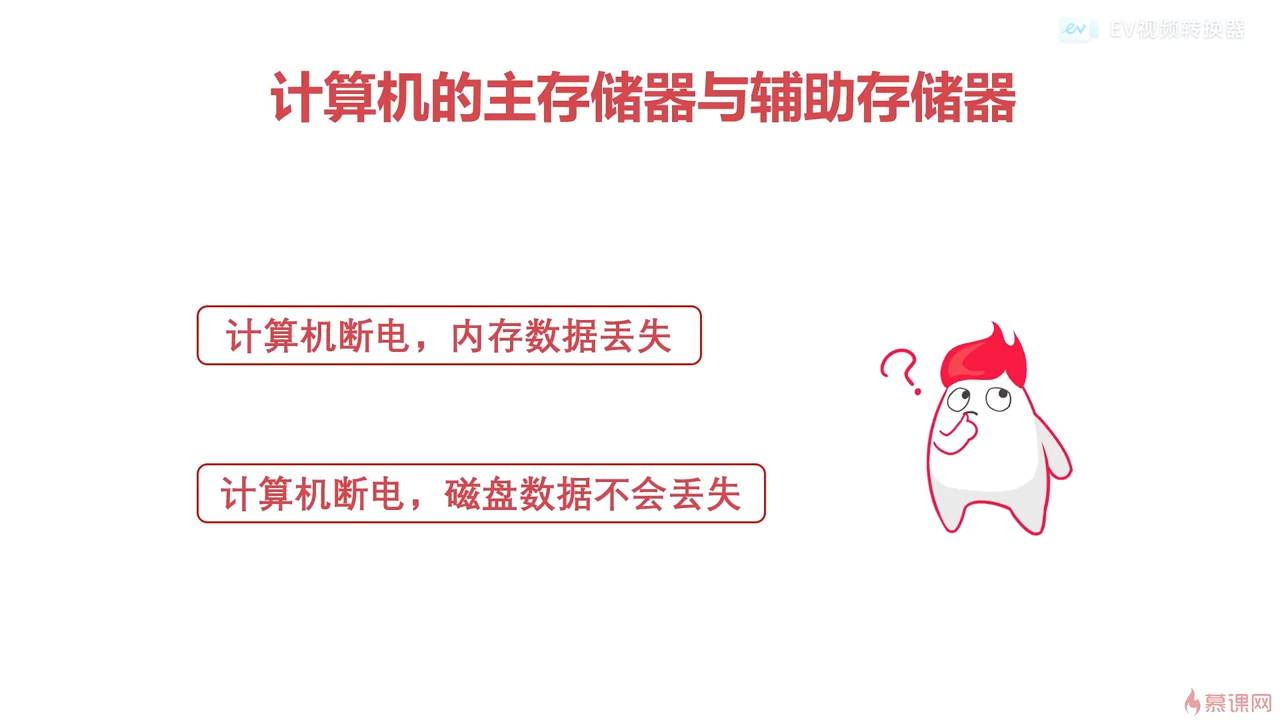 ev EV视频转换器
计算机的主存储器与辅助存储器
计算机断电，内存数据丢失
?
计算机断电，磁盘数据不会丢失
慕课网